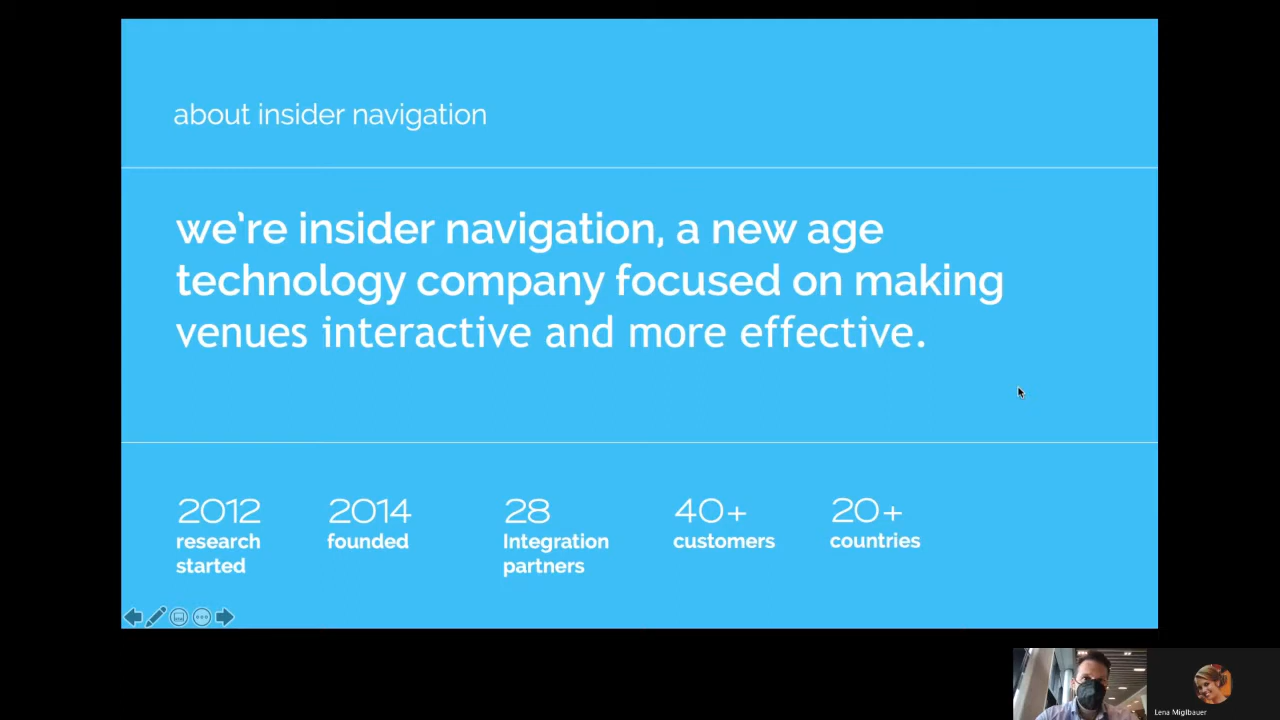 about insider navigation
we're insider navigation, a new age
technology company focused on making
venues interactive and more effective.
2012
research
started
2014
founded
28
Integration
partners
40+
customers
20+
countries
Lena Miglbauer